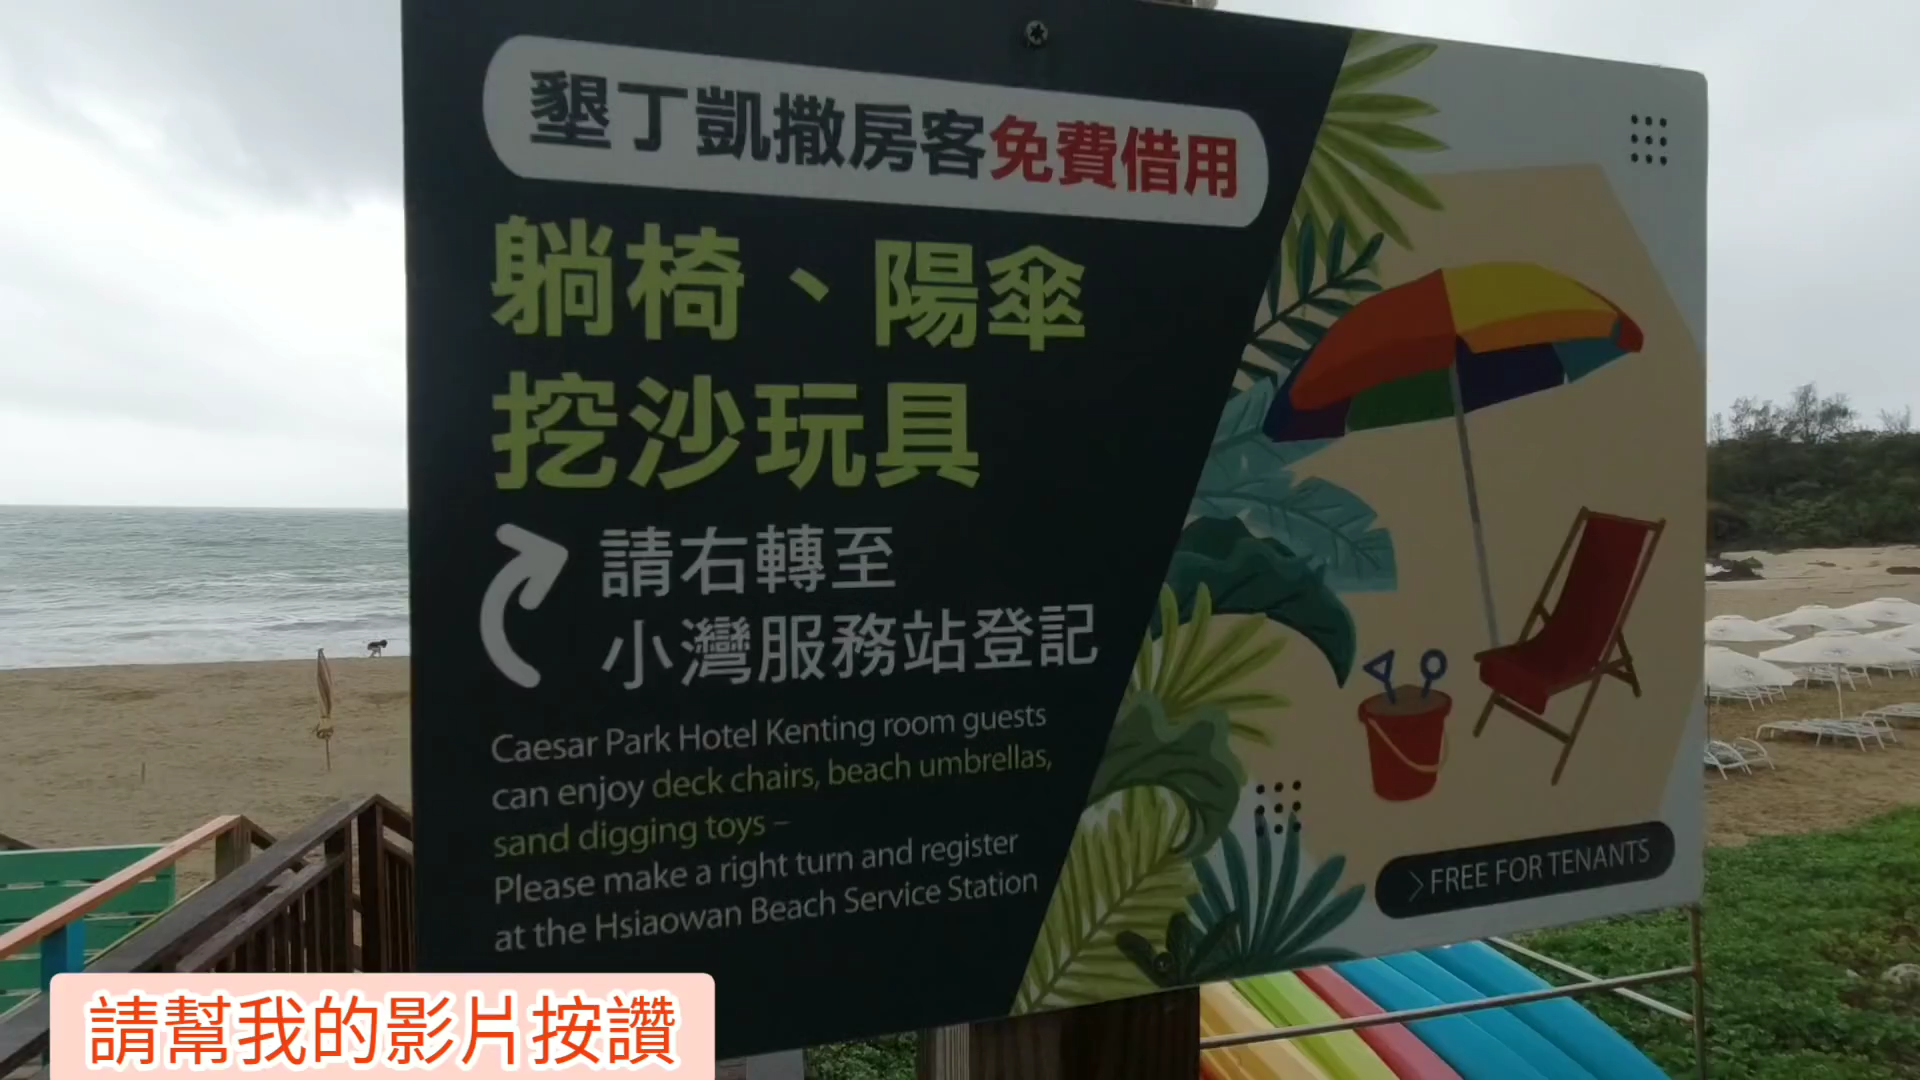 墾丁凱撒房客免費借用
躺椅、陽傘
挖沙玩具
請右轉至
小灣服務站登記
Caesar Park Hotel Kenting room guests
can enjoy deck chairs, beach umbrellas,
sand digging toys –
Please make a right turn and register
at the Hsiaowan Beach Service Station
FREE FOR TENANTS
請幫我的影片按讚